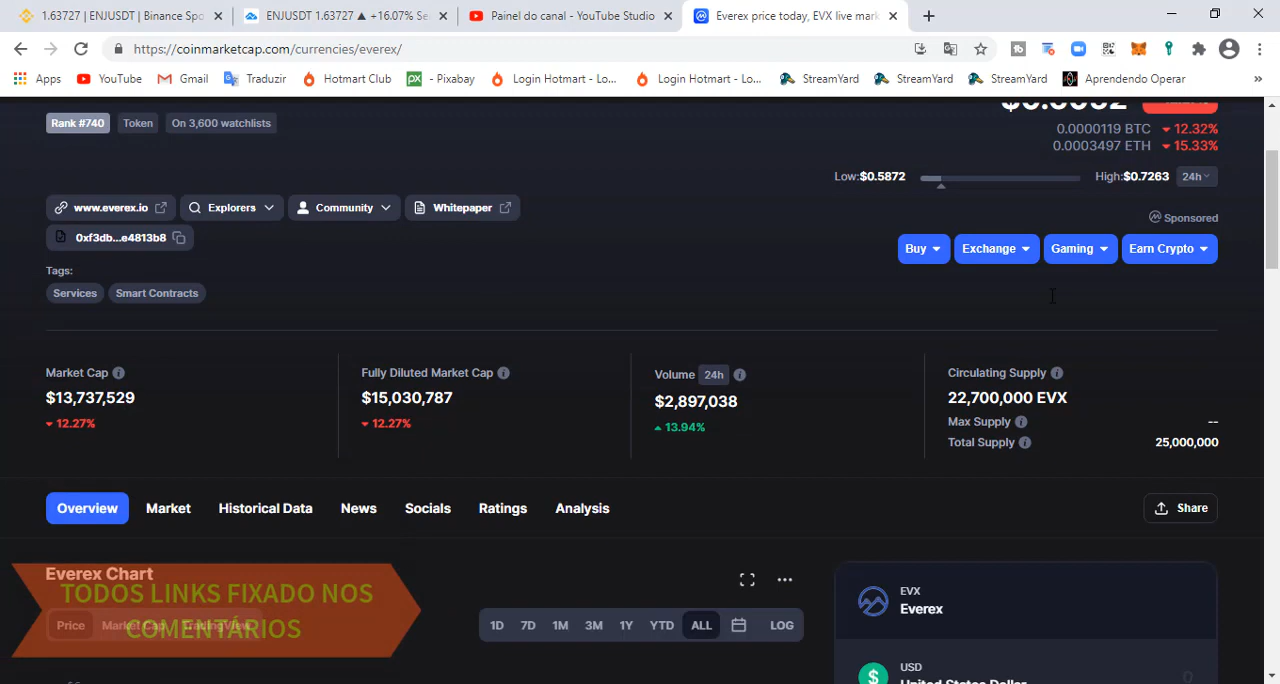 1.63727 | ENJUSDT | Binance Spo
ENJUSDT 1.63727 ▲ +16.07% Se
Painel do canal - YouTube Studio
Everex price today, EVX live mark
https://coinmarketcap.com/currencies/everex/
Apps
YouTube
Gmail
Traduzir
Hotmart Club
px - Pixabay
Login Hotmart - Lo...
Login Hotmart - Lo...
StreamYard
StreamYard
StreamYard
Aprendendo Operar
Rank #740
Token
On 3,600 watchlists
0.0000119 BTC 12.32%
0.0003497 ETH 15.33%
Low:$0.5872
High:$0.7263
24h
www.everex.io
Explorers
Community
Whitepaper
0xf3db...e4813b8
Sponsored
Buy
Exchange
Gaming
Earn Crypto
Tags:
Services
Smart Contracts
Market Cap
$13,737,529
12.27%
Fully Diluted Market Cap
$15,030,787
12.27%
Volume 24h
$2,897,038
13.94%
Circulating Supply
22,700,000 EVX
Max Supply --
Total Supply 25,000,000
Overview
Market
Historical Data
News
Socials
Ratings
Analysis
Share
Everex Chart
TODOS LINKS FIXADO NOS
COMENTÁRIOS
Price
Market Cap
TradingView
1D
7D
1M
3M
1Y
YTD
ALL
LOG
EVX
Everex
USD
United States Dollar